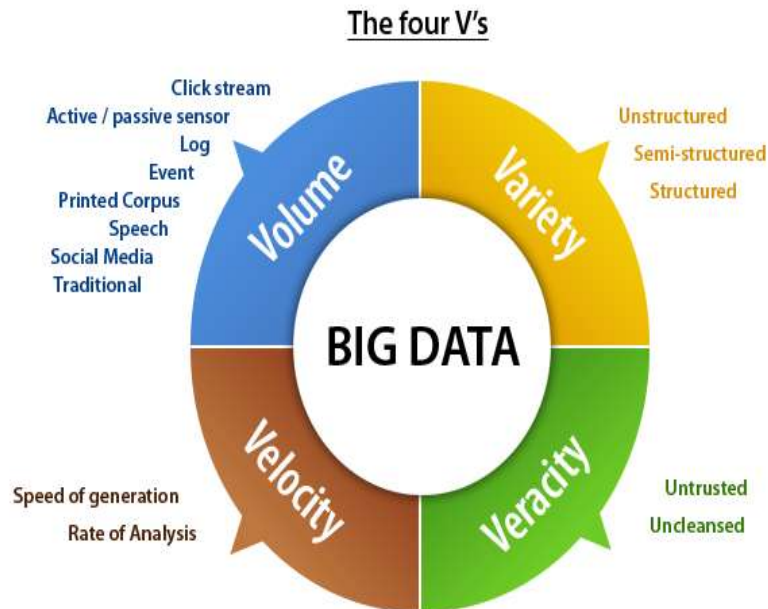 The four V's
Click stream
Active / passive sensor
Log
Event
Printed Corpus
Speech
Social Media
Traditional
Volume
Variety
Unstructured
Semi-structured
Structured
BIG DATA
Velocity
Speed of generation
Rate of Analysis
Veracity
Untrusted
Uncleansed